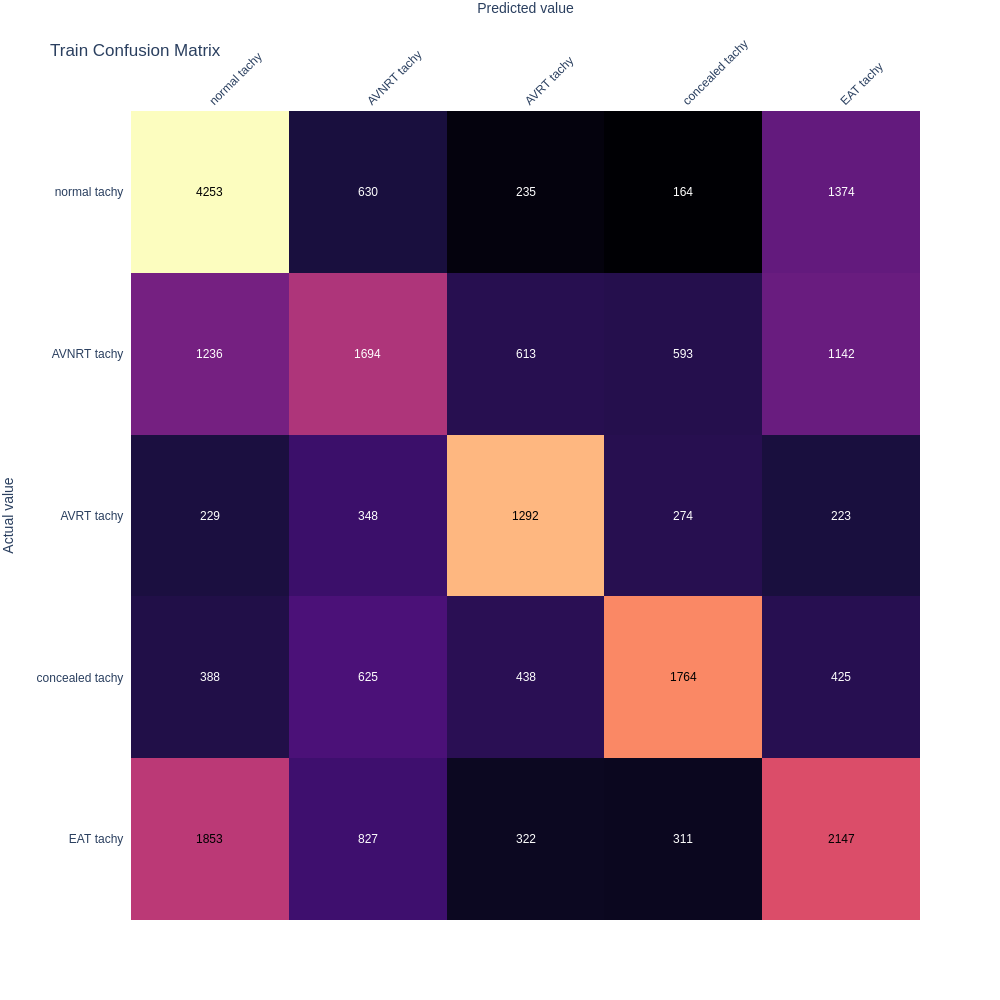 Predicted value
Train Confusion Matrix
normal tachy
AVNRT tachy
AVRT tachy
concealed tachy
EAT tachy
Actual value
normal tachy 4253 630 235 164 1374
AVNRT tachy 1236 1694 613 593 1142
AVRT tachy 229 348 1292 274 223
concealed tachy 388 625 438 1764 425
EAT tachy 1853 827 322 311 2147